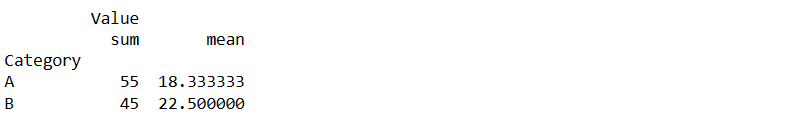 Value
sum mean
Category
A 55 18.333333
B 45 22.500000